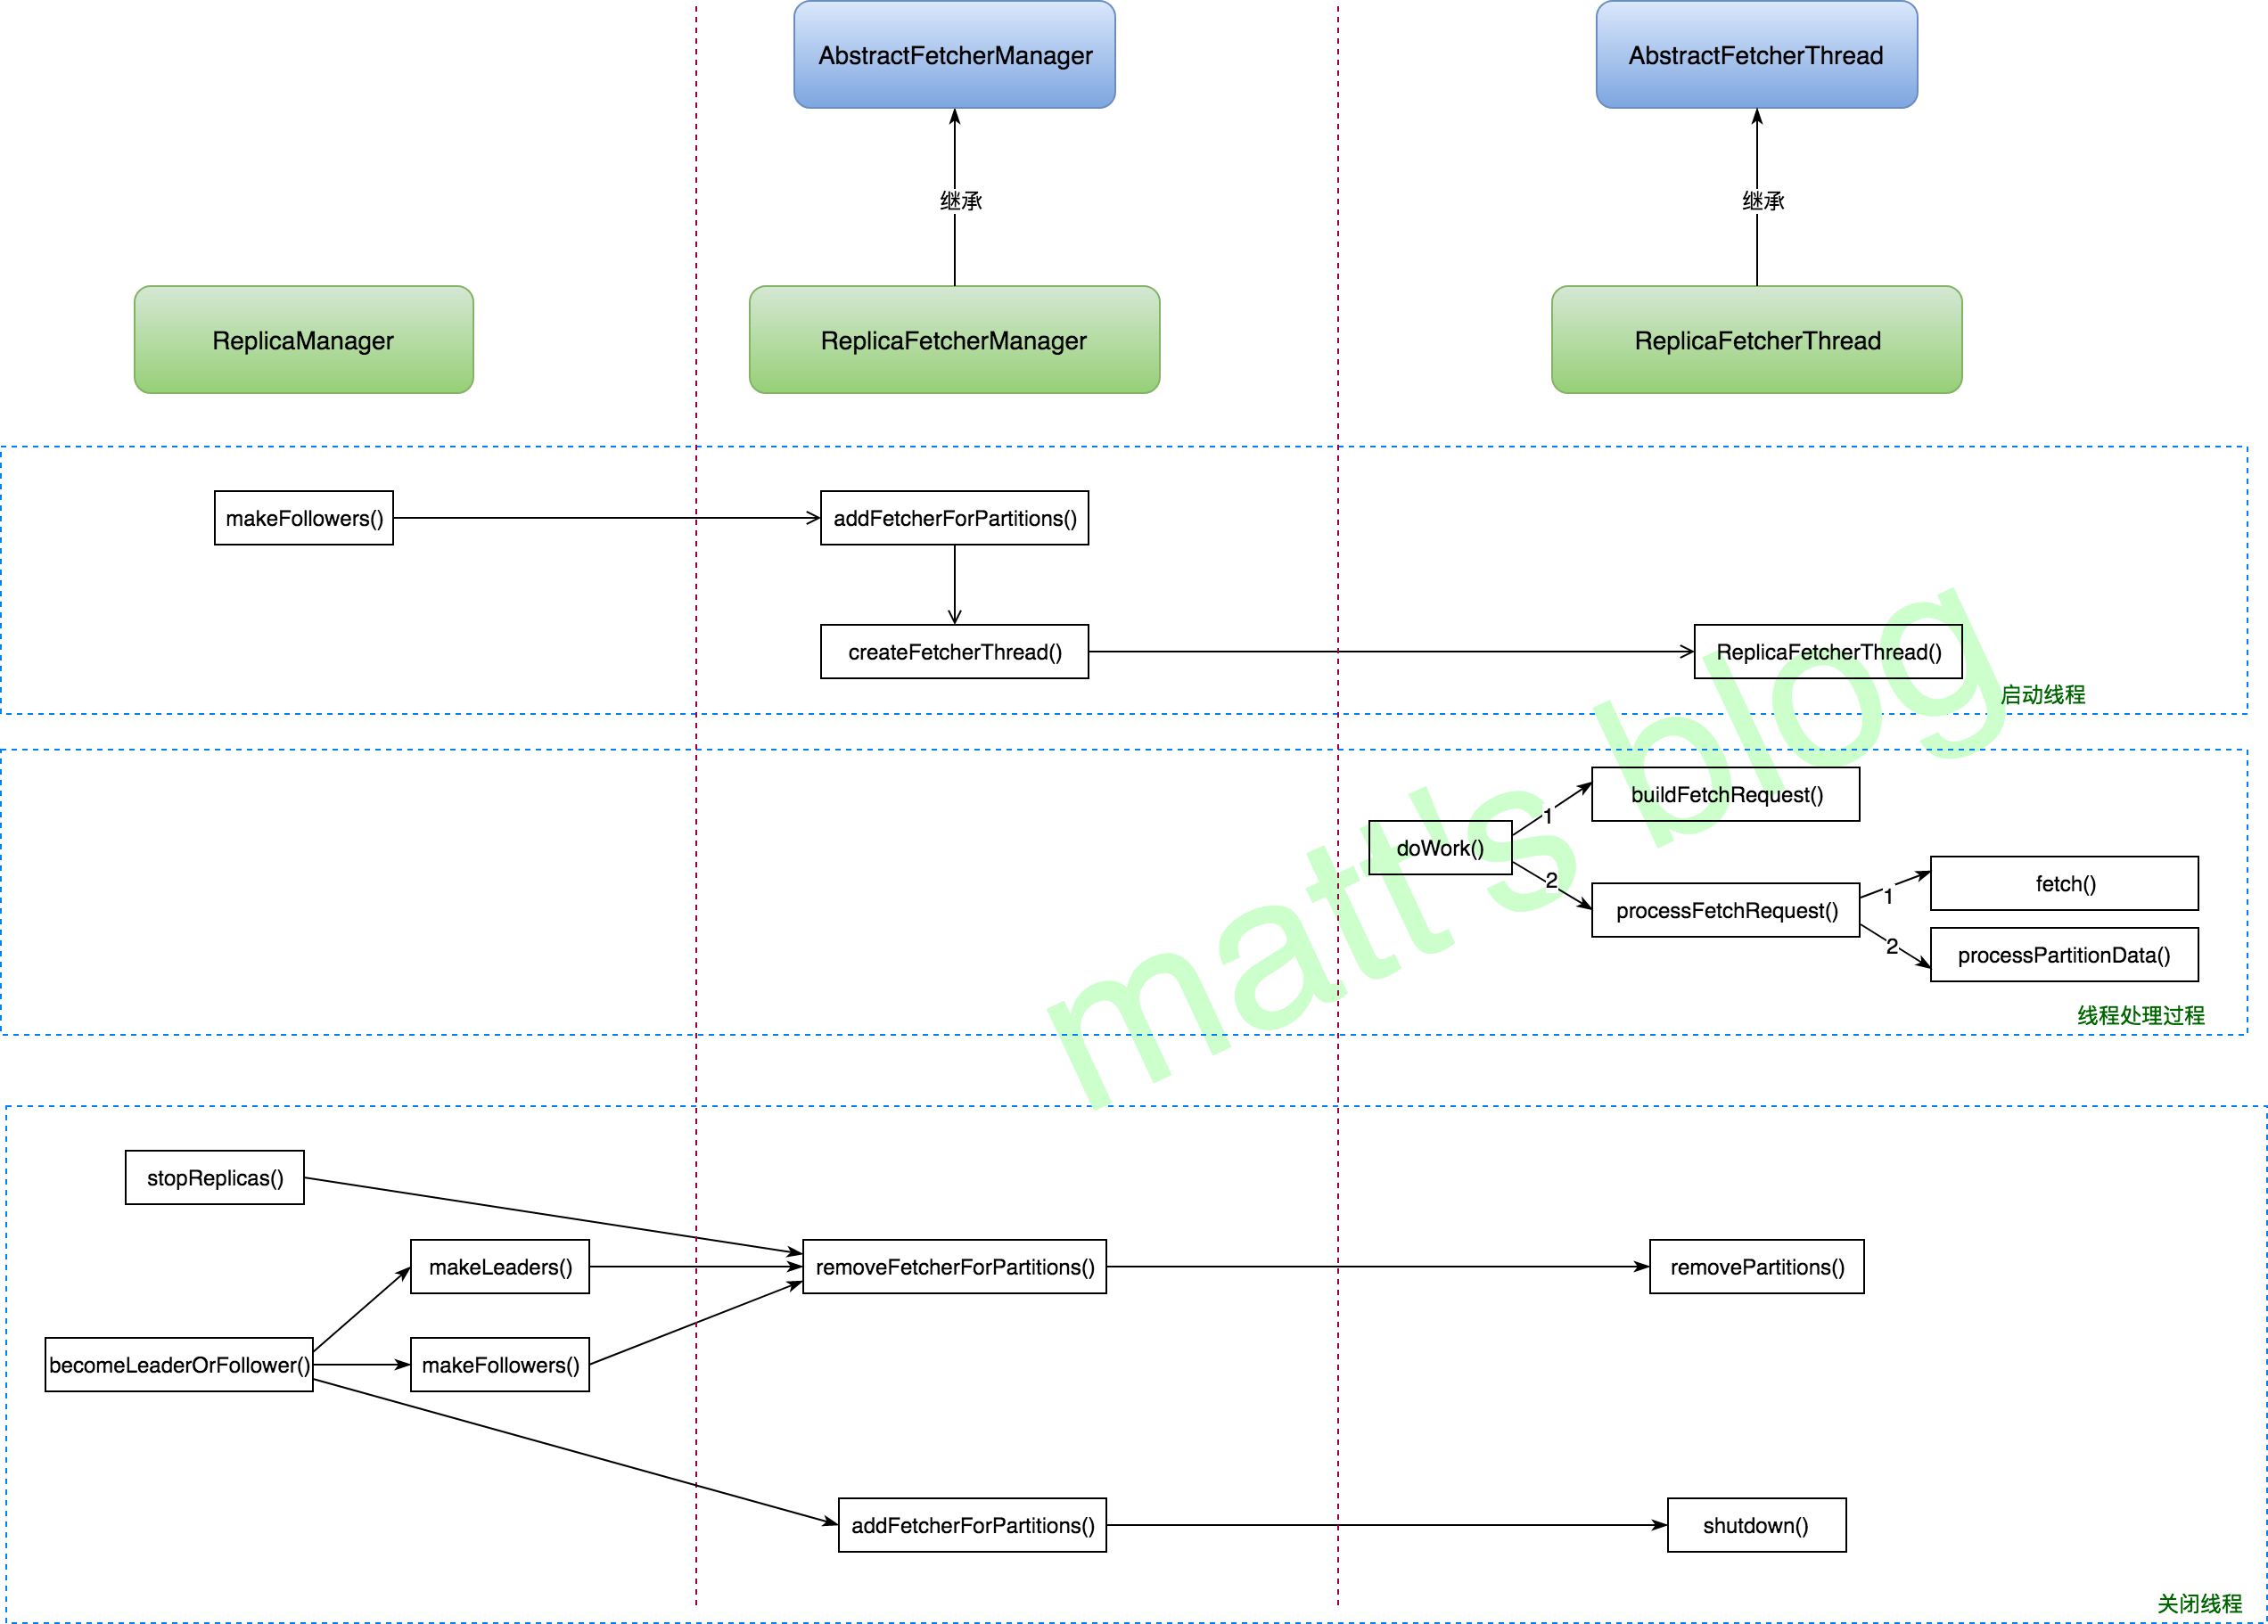 AbstractFetcherManager
AbstractFetcherThread
继承
继承
ReplicaManager
ReplicaFetcherManager
ReplicaFetcherThread
makeFollowers()
addFetcherForPartitions()
createFetcherThread()
ReplicaFetcherThread()
启动线程
buildFetchRequest()
1
doWork()
2
processFetchRequest()
1
fetch()
2
processPartitionData()
线程处理过程
matt's blog
stopReplicas()
makeLeaders()
removeFetcherForPartitions()
removePartitions()
becomeLeaderOrFollower()
makeFollowers()
addFetcherForPartitions()
shutdown()
关闭线程